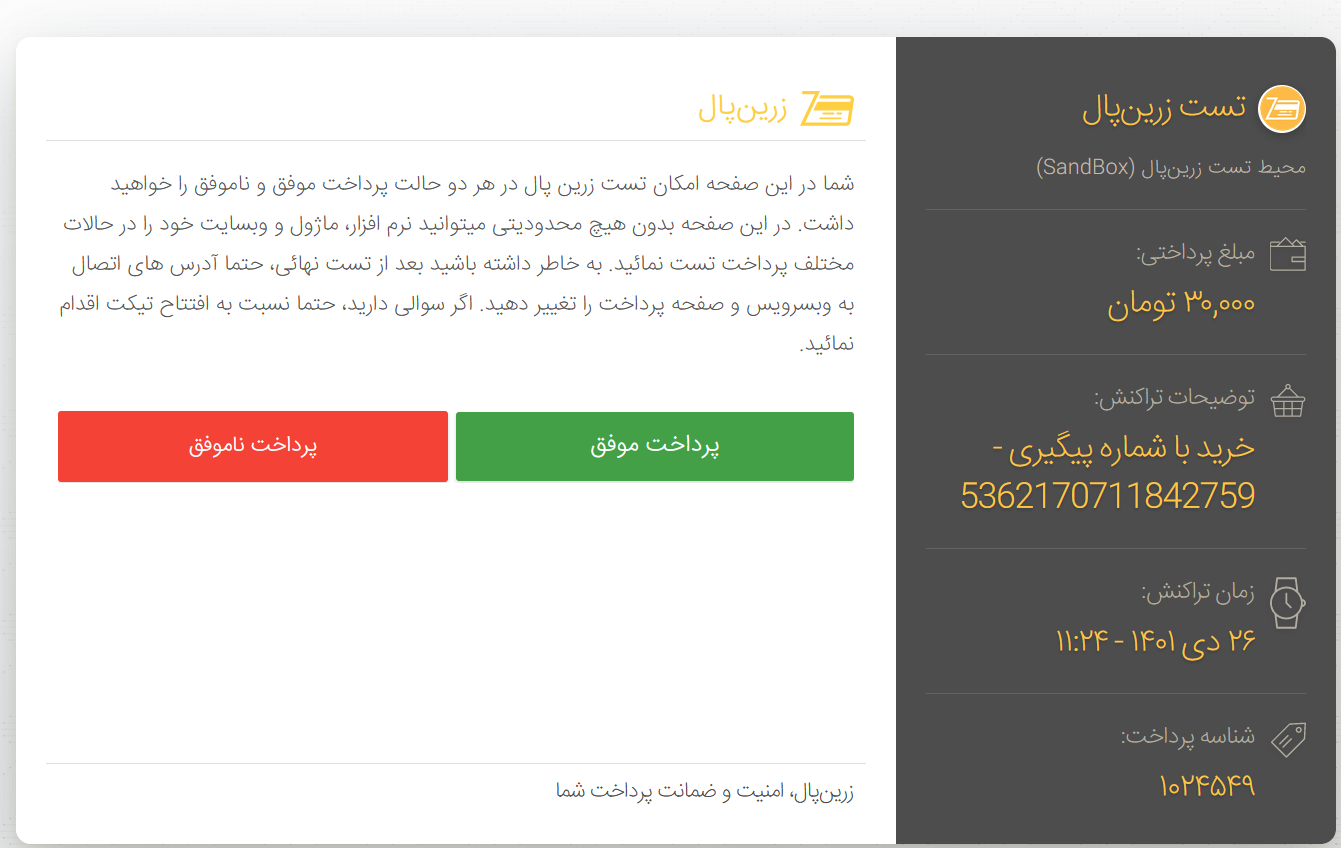 تست زرین‌پال
محیط تست زرین‌پال (SandBox)
مبلغ پرداختی:
۳۰,۰۰۰ تومان
توضیحات تراکنش:
خرید با شماره پیگیری -
5362170711842759
زمان تراکنش:
۲۶ دی ۱۴۰۱ - ۱۱:۲۴
شناسه پرداخت:
۱۰۲۴۵۴۹
زرین‌پال
شما در این صفحه امکان تست زرین پال در هر دو حالت پرداخت موفق و ناموفق را خواهید
داشت. در این صفحه بدون هیچ محدودیتی میتوانید نرم افزار، ماژول و وبسایت خود را در حالات
مختلف پرداخت تست نمائید. به خاطر داشته باشید بعد از تست نهائی، حتما آدرس های اتصال
به وبسرویس و صفحه پرداخت را تغییر دهید. اگر سوالی دارید، حتما نسبت به افتتاح تیکت اقدام
نمائید.
پرداخت موفق
پرداخت ناموفق
زرین‌پال، امنیت و ضمانت پرداخت شما